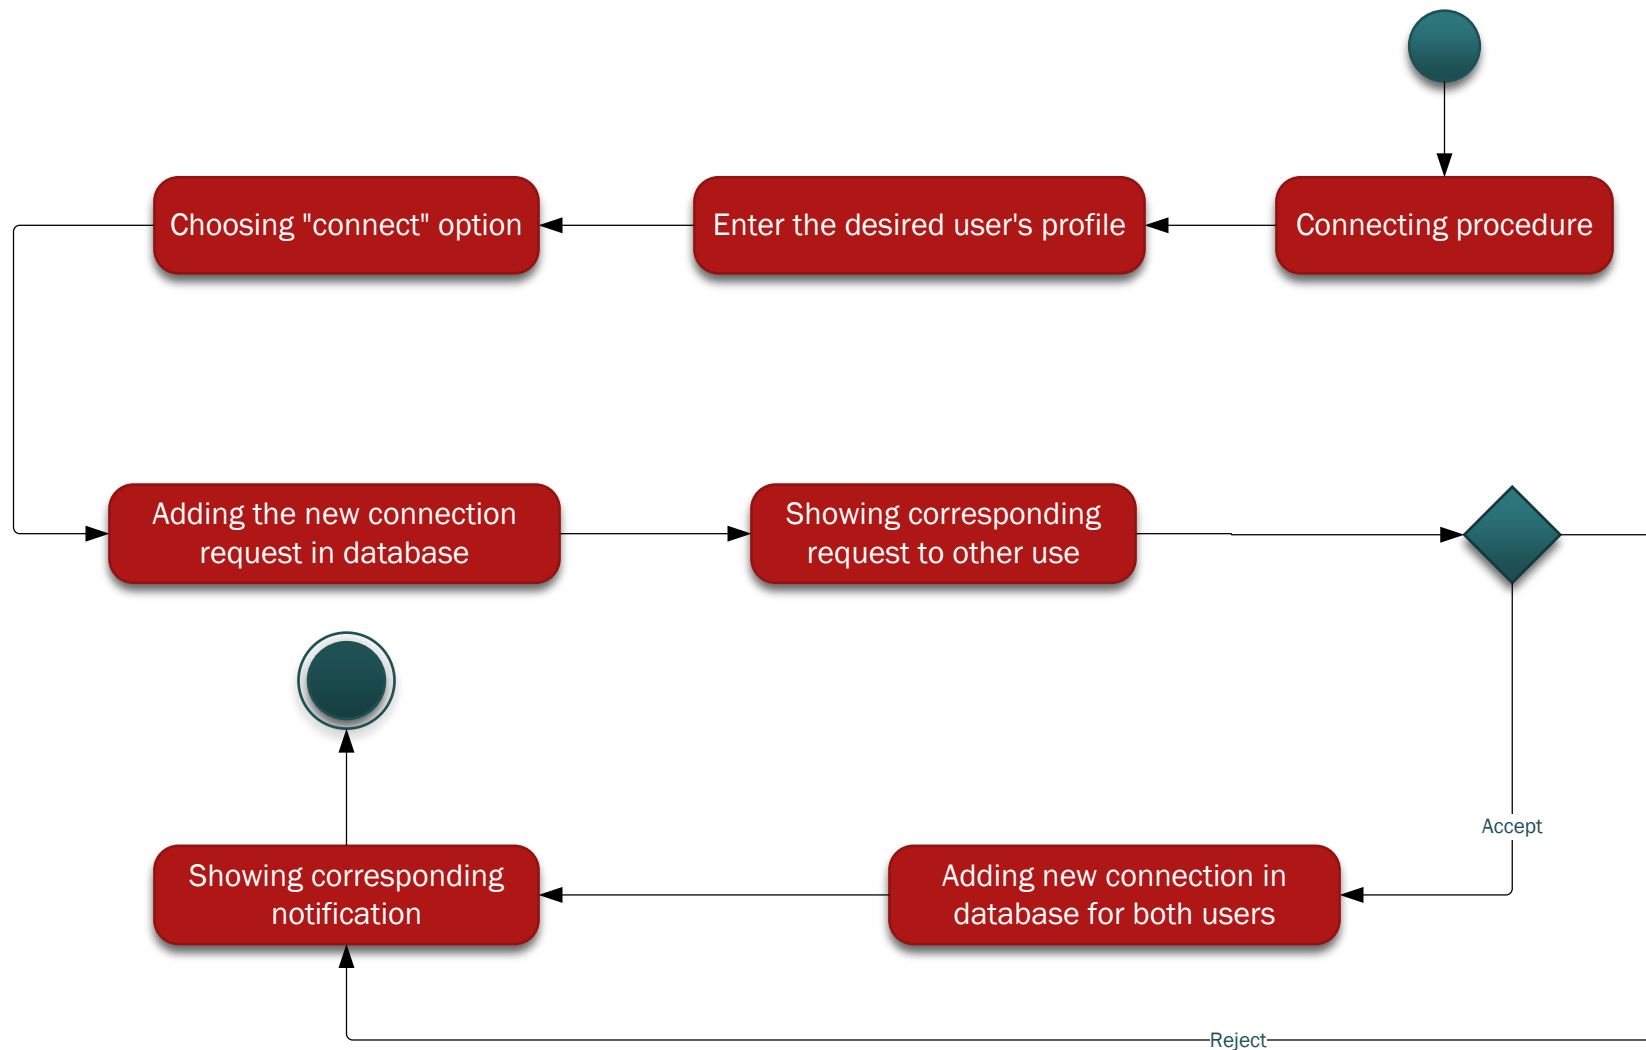 Choosing "connect" option
Enter the desired user's profile
Connecting procedure
Adding the new connection
request in database
Showing corresponding
request to other use
Accept
Showing corresponding
notification
Adding new connection in
database for both users
Reject